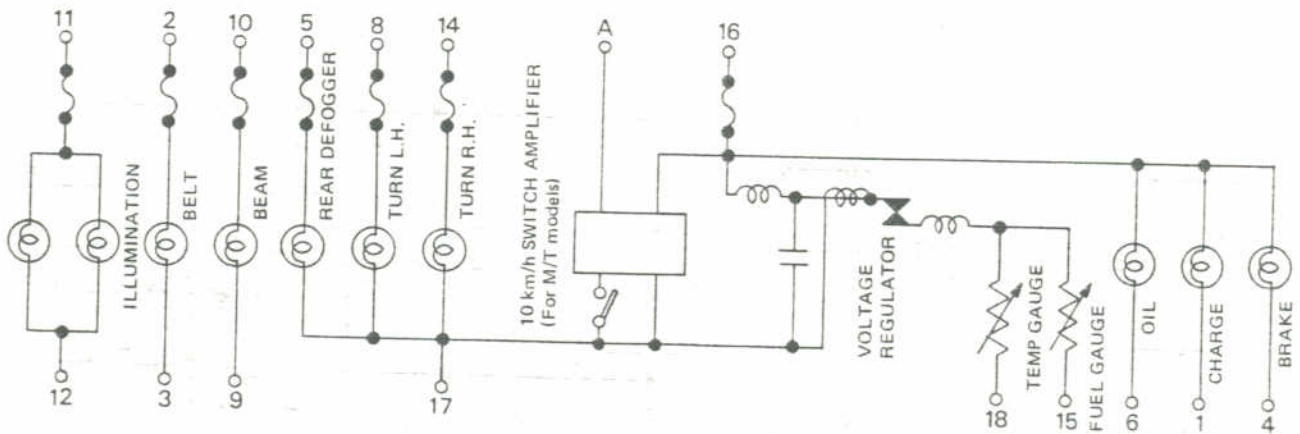 11
2
10
5
8
14
A
16
ILLUMINATION
BELT
BEAM
REAR DEFOGGER
TURN L.H.
TURN R.H.
10 km/h SWITCH AMPLIFIER
(For M/T models)
VOLTAGE
REGULATOR
TEMP GAUGE
FUEL GAUGE
OIL
CHARGE
BRAKE
12
3
9
17
18
15
6
1
4